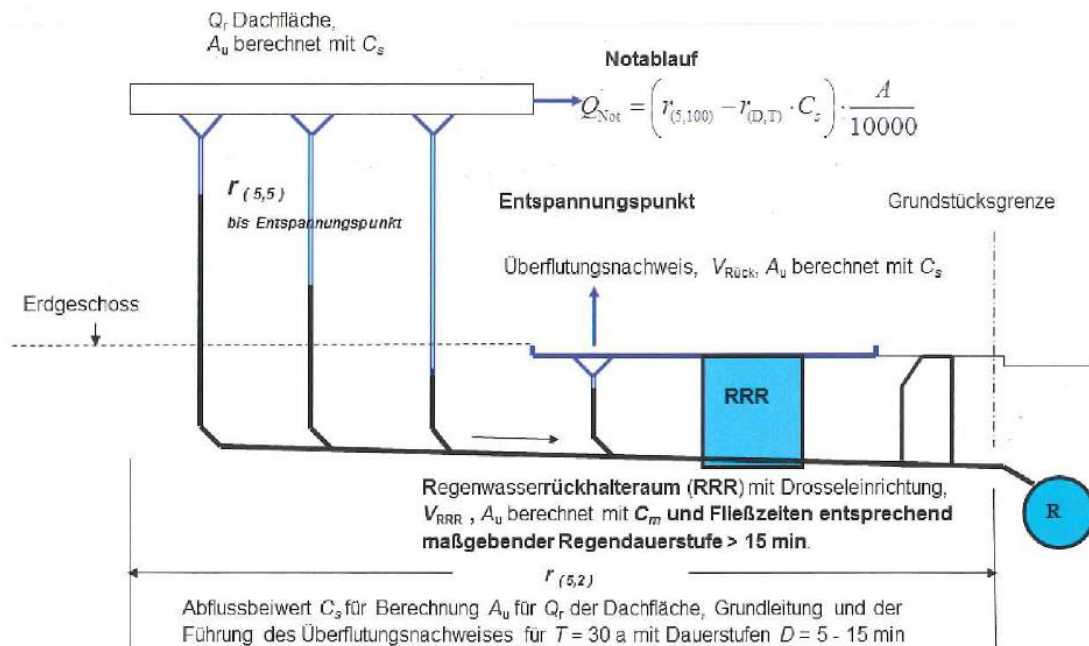 Qr Dachfläche,
Au berechnet mit Cs
Notablauf
QNot = (r(5,100) − r(D,T) · Cs) · A / 10000
r (5,5)
bis Entspannungspunkt
Entspannungspunkt
Grundstücksgrenze
Überflutungsnachweis, VRück, Au berechnet mit Cs
Erdgeschoss
RRR
Regenwasserrückhalteraum (RRR) mit Drosseleinrichtung,
VRRR , Au berechnet mit Cm und Fließzeiten entsprechend
maßgebender Regendauerstufe > 15 min.
R
r (5,2)
Abflussbeiwert Cs für Berechnung Au für Qr der Dachfläche, Grundleitung und der
Führung des Überflutungsnachweises für T = 30 a mit Dauerstufen D = 5 - 15 min